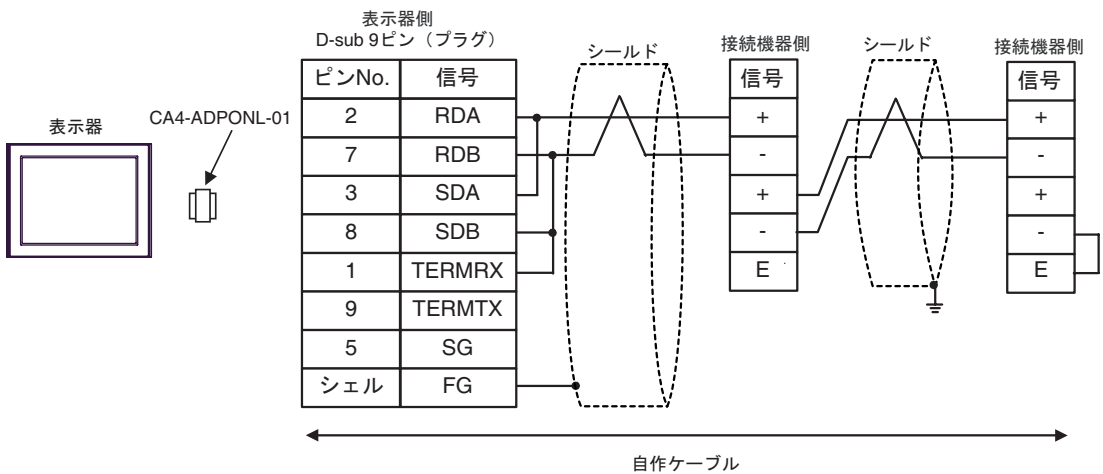 表示器側
D-sub 9ピン（プラグ）
シールド
接続機器側
シールド
接続機器側
表示器
CA4-ADPONL-01
ピンNo. 信号
2 RDA
7 RDB
3 SDA
8 SDB
1 TERMRX
9 TERMTX
5 SG
シェル FG
信号
+
-
+
-
E
信号
+
-
+
-
E
自作ケーブル